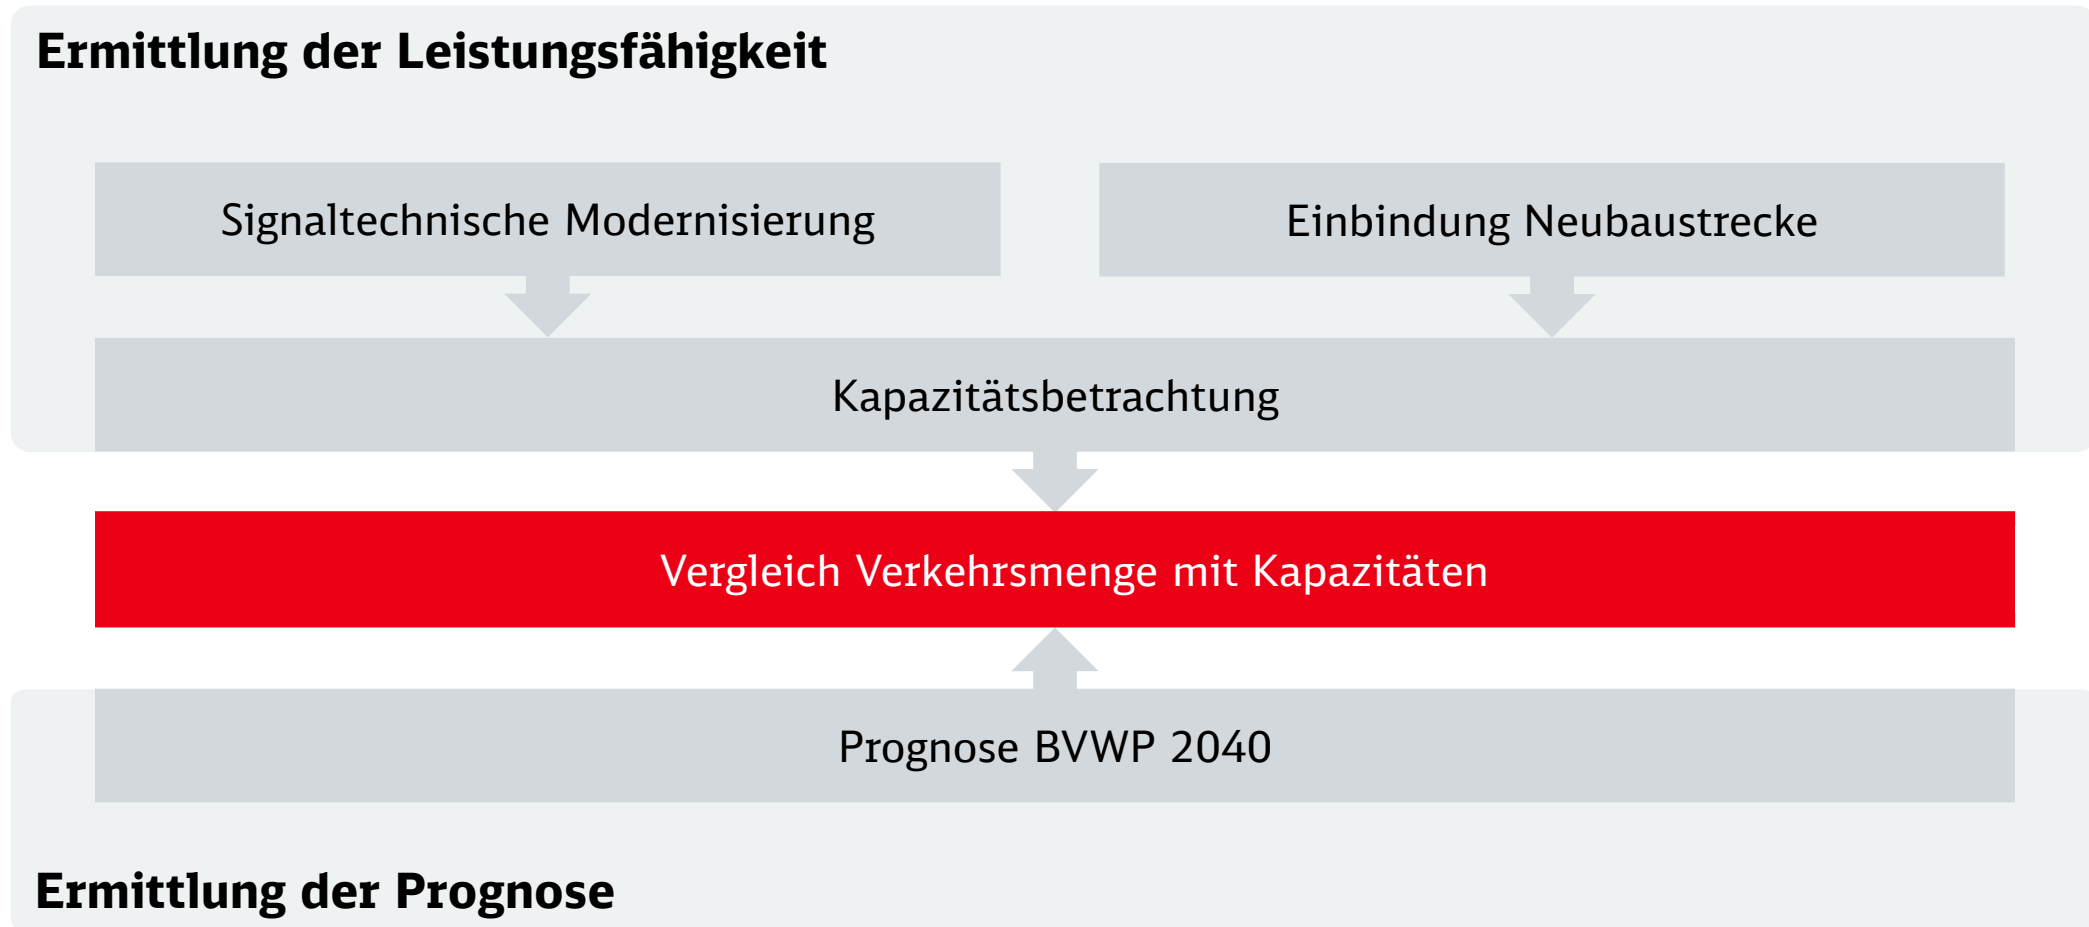 Ermittlung der Leistungsfähigkeit
Signaltechnische Modernisierung
Einbindung Neubaustrecke
Kapazitätsbetrachtung
Vergleich Verkehrsmenge mit Kapazitäten
Prognose BVWP 2040
Ermittlung der Prognose